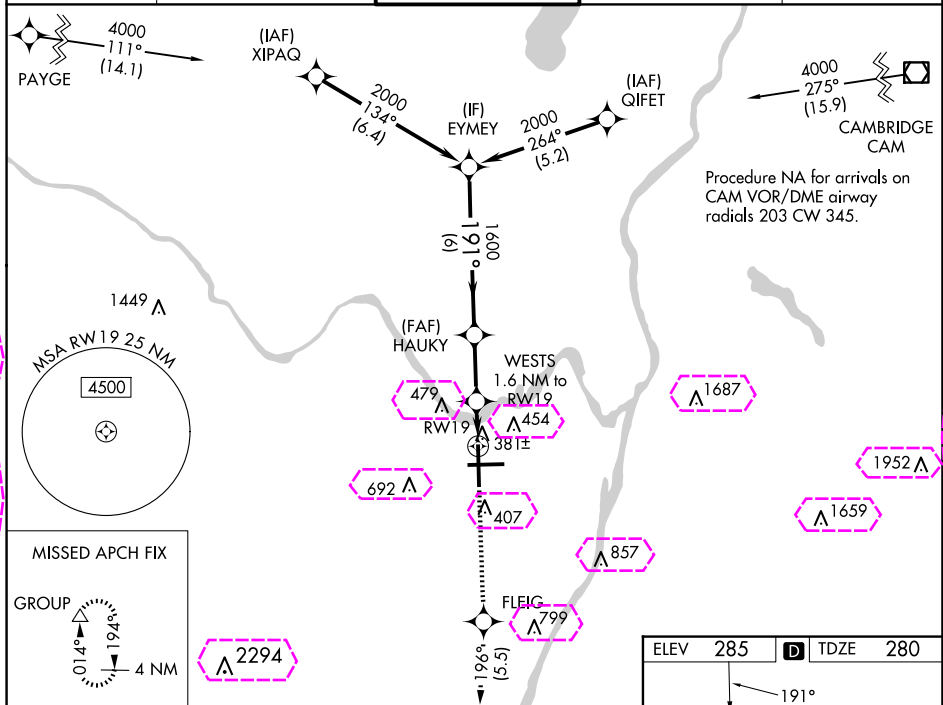 4000
111°
(14.1)
PAYGE
(IAF)
XIPAQ
2000
134°
(6.4)
(IF)
EYMEY
(IAF)
QIFET
2000
264°
(5.2)
4000
275°
(15.9)
CAMBRIDGE
CAM
Procedure NA for arrivals on
CAM VOR/DME airway
radials 203 CW 345.
1600
191°
(6)
1449
MSA RW19 25 NM
4500
(FAF)
HAUKY
WESTS
1.6 NM to
RW19
479
454
RW19
381±
1687
1952
692
407
1659
857
MISSED APCH FIX
GROUP
014°
194°
4 NM
2294
FLEIG
799
196°
(5.5)
ELEV 285 D TDZE 280
191°